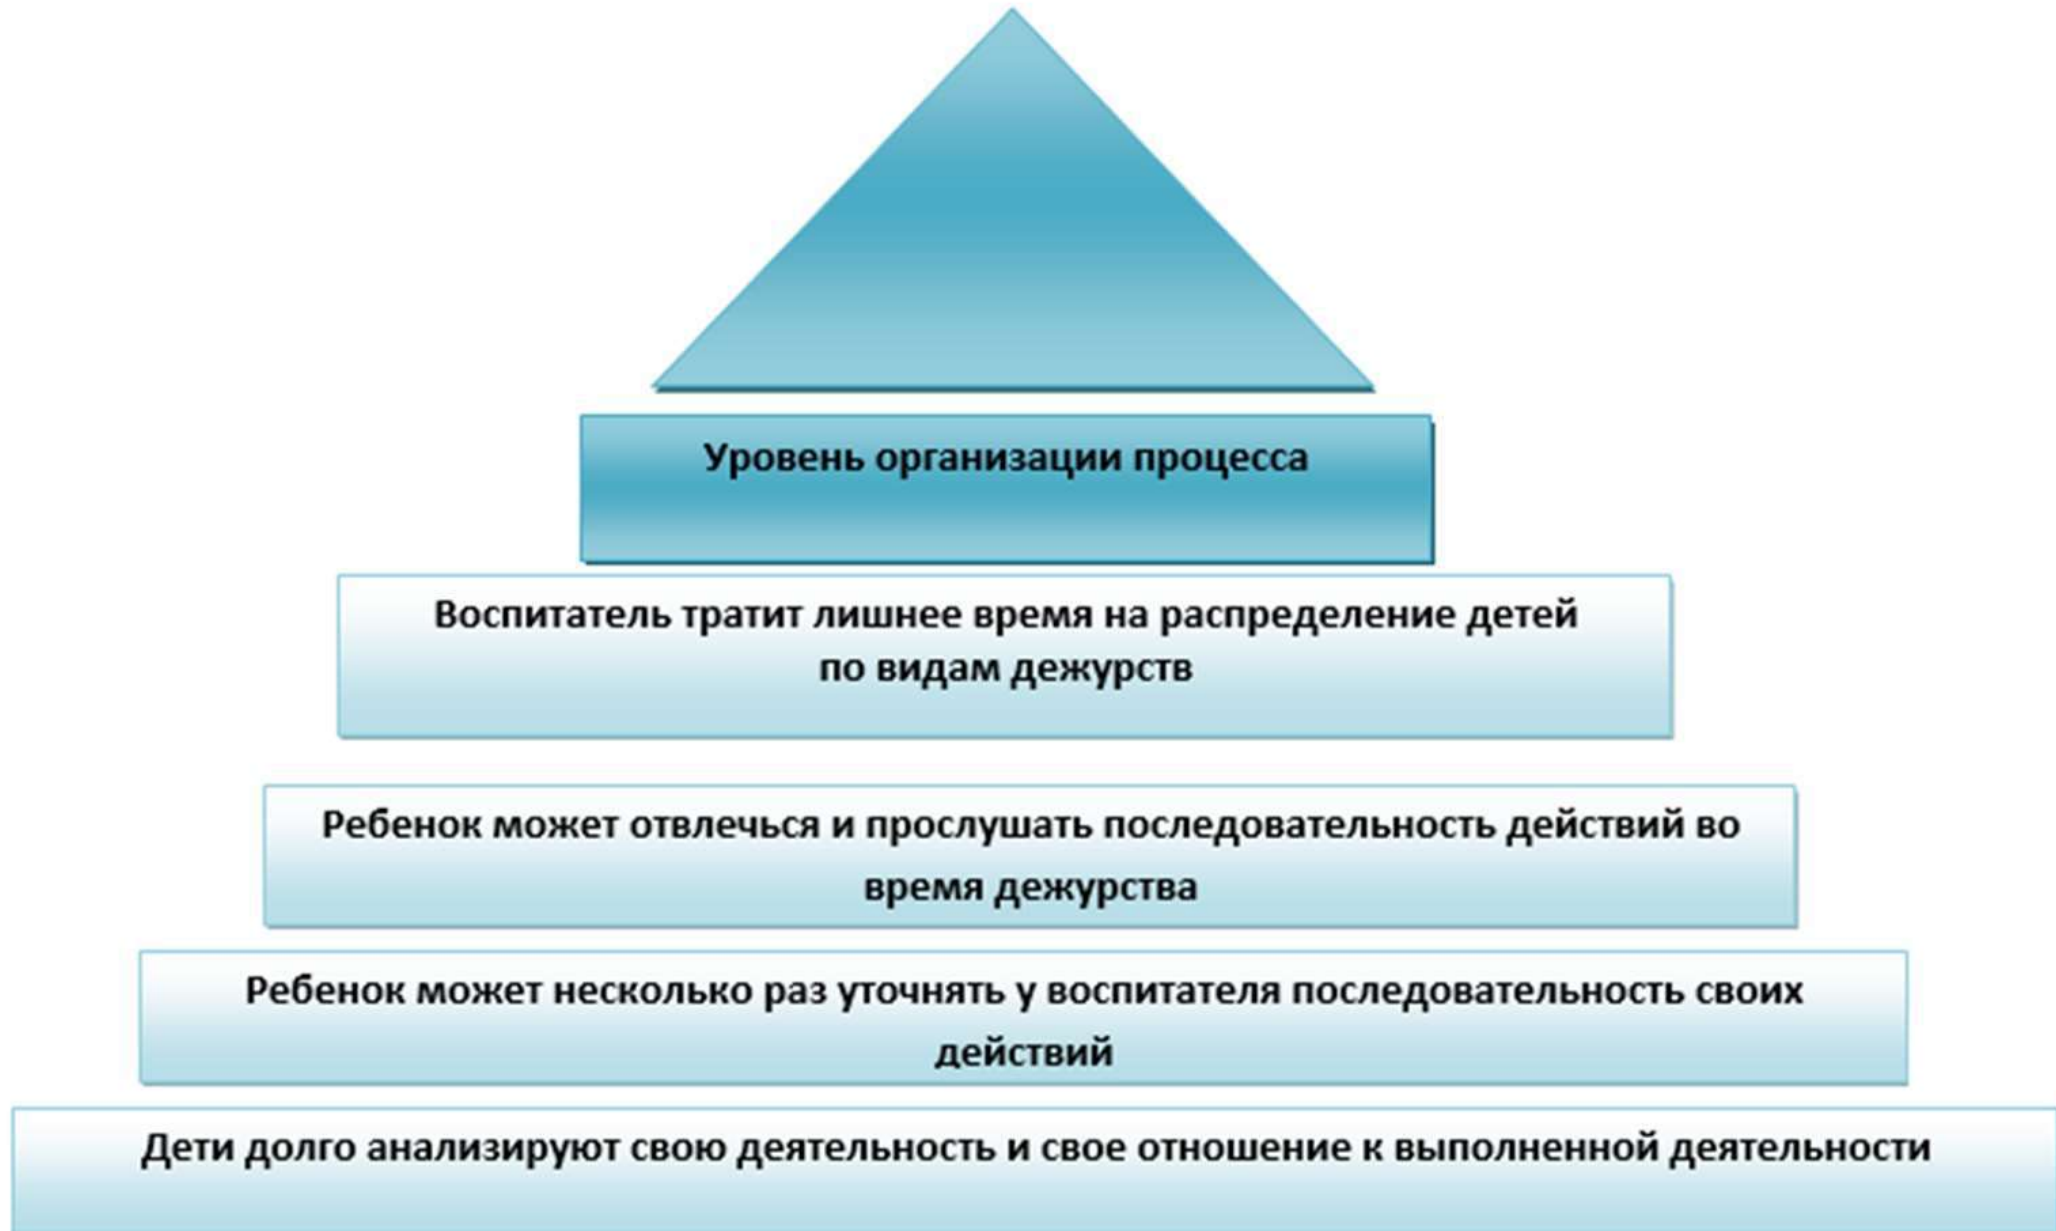 Уровень организации процесса
Воспитатель тратит лишнее время на распределение детей
по видам дежурств
Ребенок может отвлечься и прослушать последовательность действий во
время дежурства
Ребенок может несколько раз уточнять у воспитателя последовательность своих
действий
Дети долго анализируют свою деятельность и свое отношение к выполненной деятельности